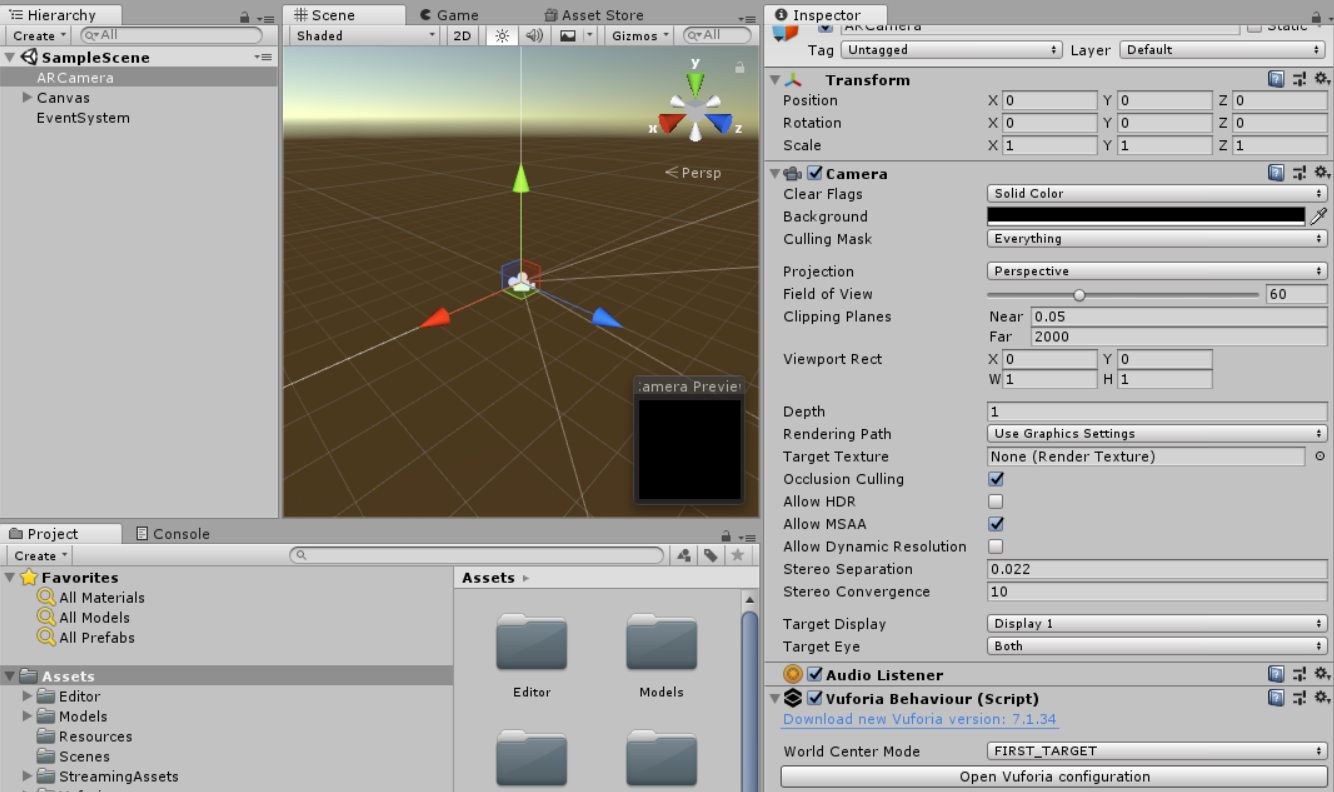 Hierarchy
Create
All
SampleScene
ARCamera
Canvas
EventSystem
Scene
Game
Asset Store
Shaded
2D
Gizmos
All
y
x
z
Persp
Camera Preview
Project
Console
Create
Favorites
All Materials
All Models
All Prefabs
Assets
Editor
Models
Resources
Scenes
StreamingAssets
Assets
Editor
Models
Inspector
ARCamera
Static
Tag Untagged Layer Default
Transform
Position X 0 Y 0 Z 0
Rotation X 0 Y 0 Z 0
Scale X 1 Y 1 Z 1
Camera
Clear Flags Solid Color
Background
Culling Mask Everything
Projection Perspective
Field of View 60
Clipping Planes Near 0.05
Far 2000
Viewport Rect X 0 Y 0
W 1 H 1
Depth 1
Rendering Path Use Graphics Settings
Target Texture None (Render Texture)
Occlusion Culling
Allow HDR
Allow MSAA
Allow Dynamic Resolution
Stereo Separation 0.022
Stereo Convergence 10
Target Display Display 1
Target Eye Both
Audio Listener
Vuforia Behaviour (Script)
Download new Vuforia version: 7.1.34
World Center Mode FIRST_TARGET
Open Vuforia configuration